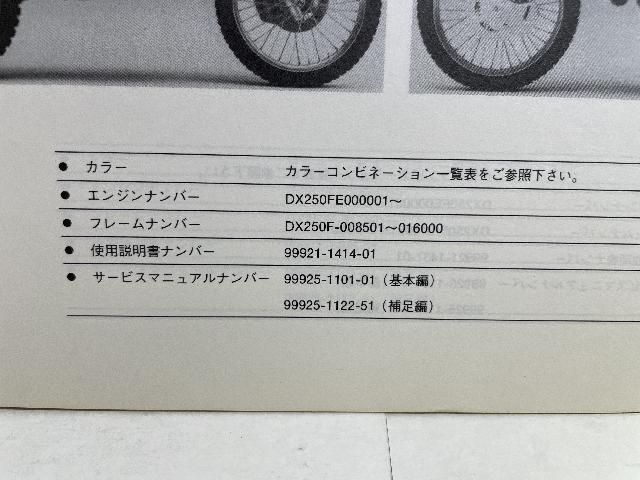 ● カラー カラーコンビネーション一覧表をご参照下さい。
● エンジンナンバー DX250FE000001〜
● フレームナンバー DX250F-008501〜016000
● 使用説明書ナンバー 99921-1414-01
● サービスマニュアルナンバー 99925-1101-01（基本編）
99925-1122-51（補足編）